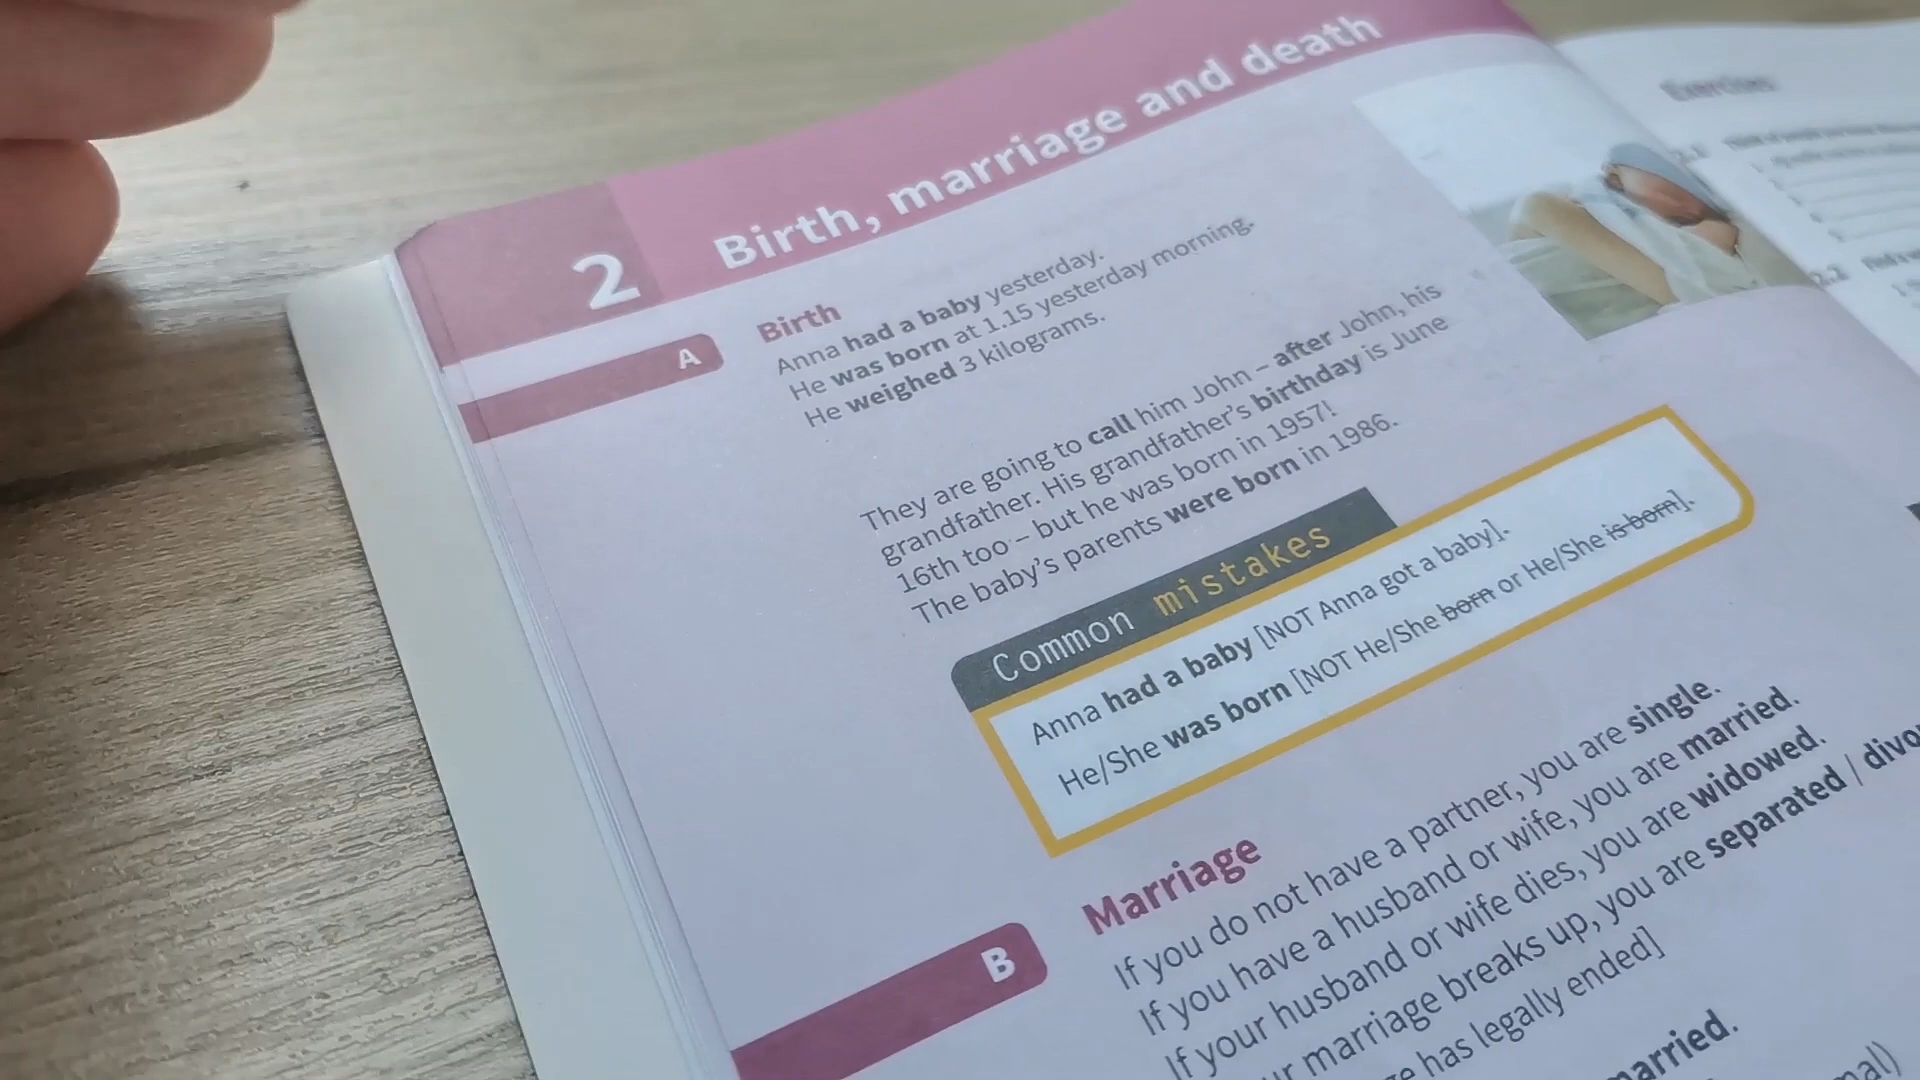 2 Birth, marriage and death
A Birth
Anna had a baby yesterday.
He was born at 1.15 yesterday morning.
He weighed 3 kilograms.
They are going to call him John – after John, his
grandfather. His grandfather's birthday is June
16th too – but he was born in 1957!
The baby's parents were born in 1986.
Common mistakes
Anna had a baby [NOT Anna got a baby].
He/She was born [NOT He/She born or He/She is born].
B Marriage
If you do not have a partner, you are single.
If you have a husband or wife, you are married.
If your husband or wife dies, you are widowed.
marriage breaks up, you are separated /
has legally ended]
Exercises
2.2